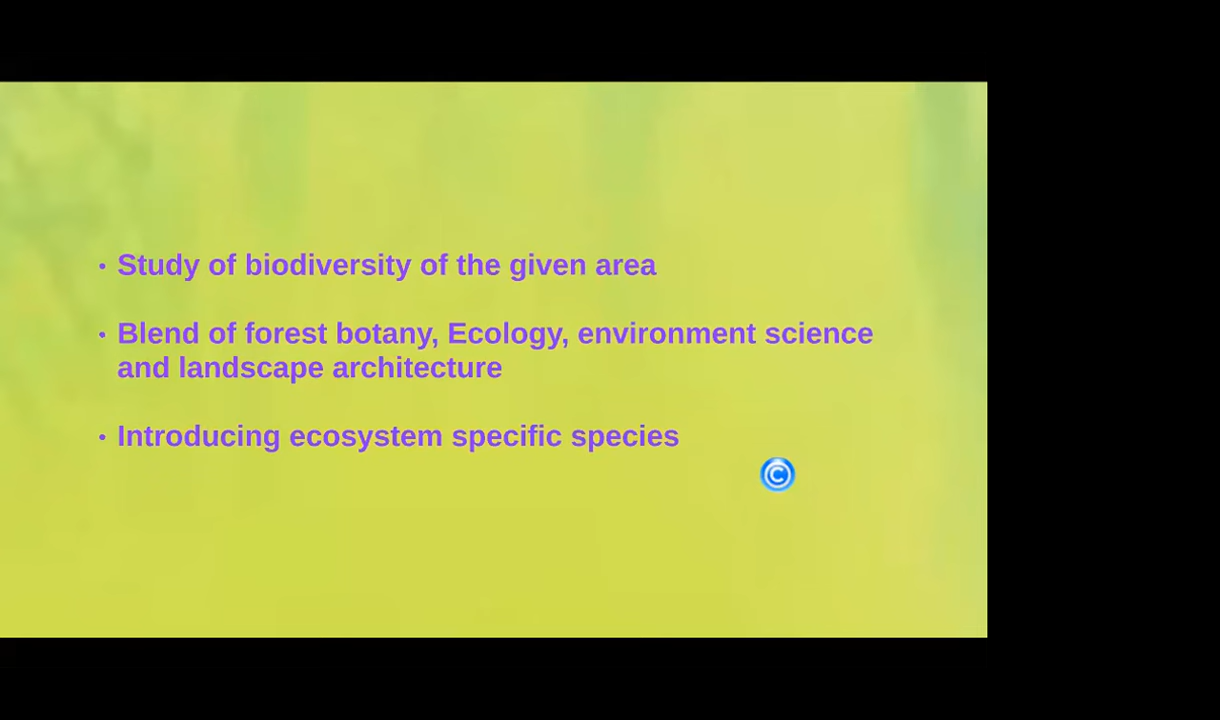 • Study of biodiversity of the given area
• Blend of forest botany, Ecology, environment science
and landscape architecture
• Introducing ecosystem specific species
©